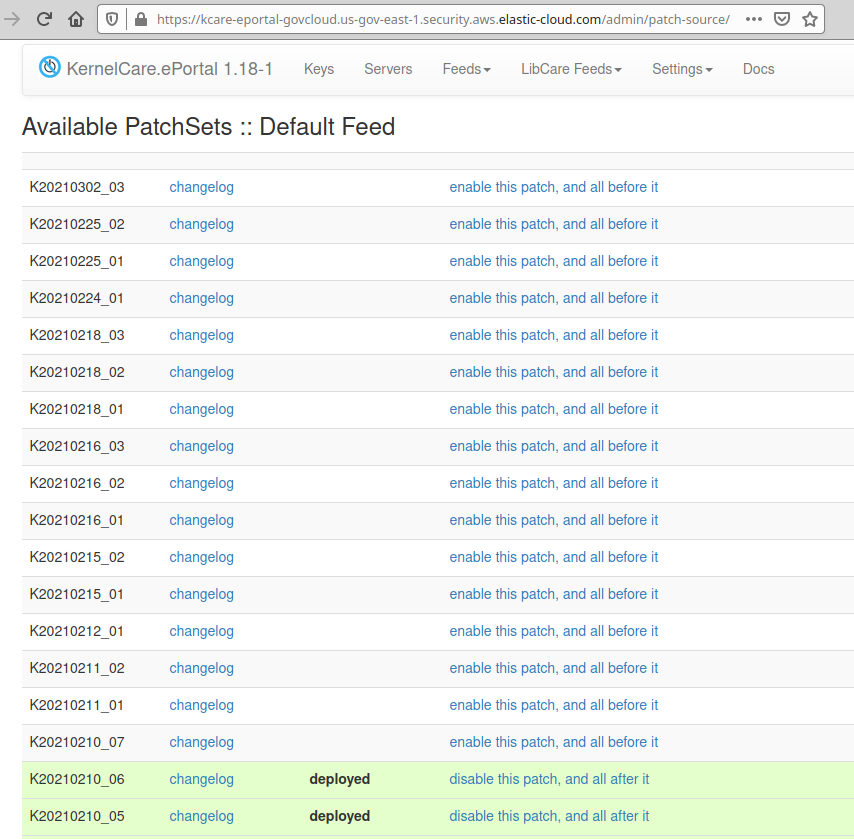 https://kcare-eportal-govcloud.us-gov-east-1.security.aws.elastic-cloud.com/admin/patch-source/
KernelCare.ePortal 1.18-1 Keys Servers Feeds LibCare Feeds Settings Docs
Available PatchSets :: Default Feed
K20210302_03 changelog enable this patch, and all before it
K20210225_02 changelog enable this patch, and all before it
K20210225_01 changelog enable this patch, and all before it
K20210224_01 changelog enable this patch, and all before it
K20210218_03 changelog enable this patch, and all before it
K20210218_02 changelog enable this patch, and all before it
K20210218_01 changelog enable this patch, and all before it
K20210216_03 changelog enable this patch, and all before it
K20210216_02 changelog enable this patch, and all before it
K20210216_01 changelog enable this patch, and all before it
K20210215_02 changelog enable this patch, and all before it
K20210215_01 changelog enable this patch, and all before it
K20210212_01 changelog enable this patch, and all before it
K20210211_02 changelog enable this patch, and all before it
K20210211_01 changelog enable this patch, and all before it
K20210210_07 changelog enable this patch, and all before it
K20210210_06 changelog deployed disable this patch, and all after it
K20210210_05 changelog deployed disable this patch, and all after it